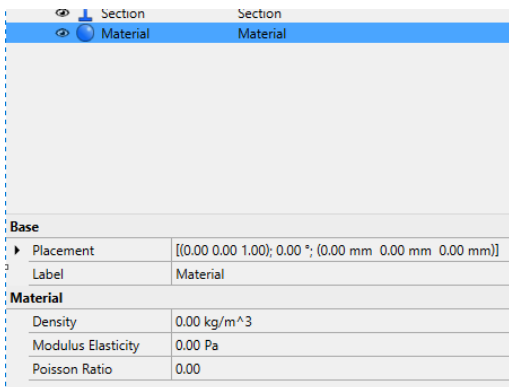 Section Section
Material Material
Base
Placement [(0.00 0.00 1.00); 0.00 °; (0.00 mm 0.00 mm 0.00 mm)]
Label Material
Material
Density 0.00 kg/m^3
Modulus Elasticity 0.00 Pa
Poisson Ratio 0.00